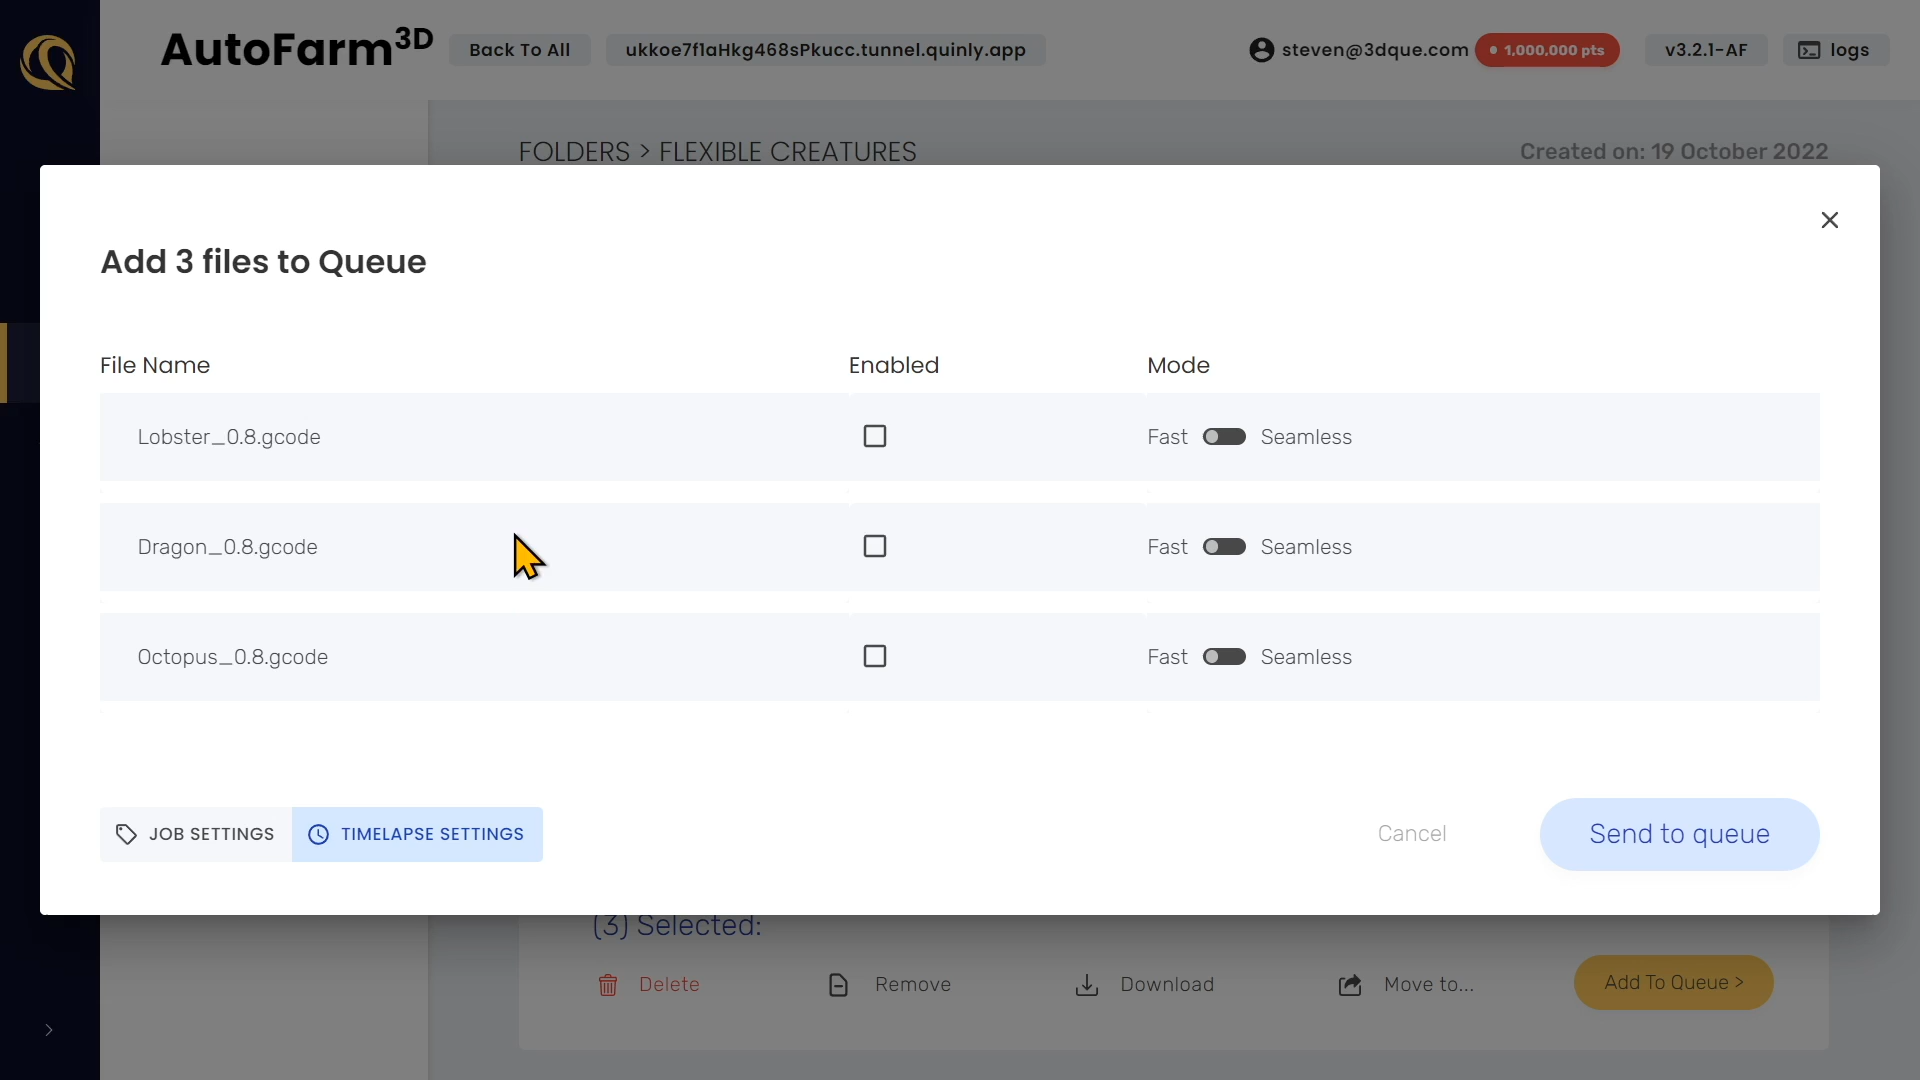 AutoFarm3D
Back To All
ukkoe7f1aHkg468sPkucc.tunnel.quinly.app
steven@3dque.com
1,000,000 pts
v3.2.1-AF
logs
FOLDERS > FLEXIBLE CREATURES
Created on: 19 October 2022
Add 3 files to Queue
File Name Enabled Mode
Lobster_0.8.gcode Fast Seamless
Dragon_0.8.gcode Fast Seamless
Octopus_0.8.gcode Fast Seamless
JOB SETTINGS TIMELAPSE SETTINGS Cancel Send to queue
(3) Selected:
Delete Remove Download Move to... Add To Queue >